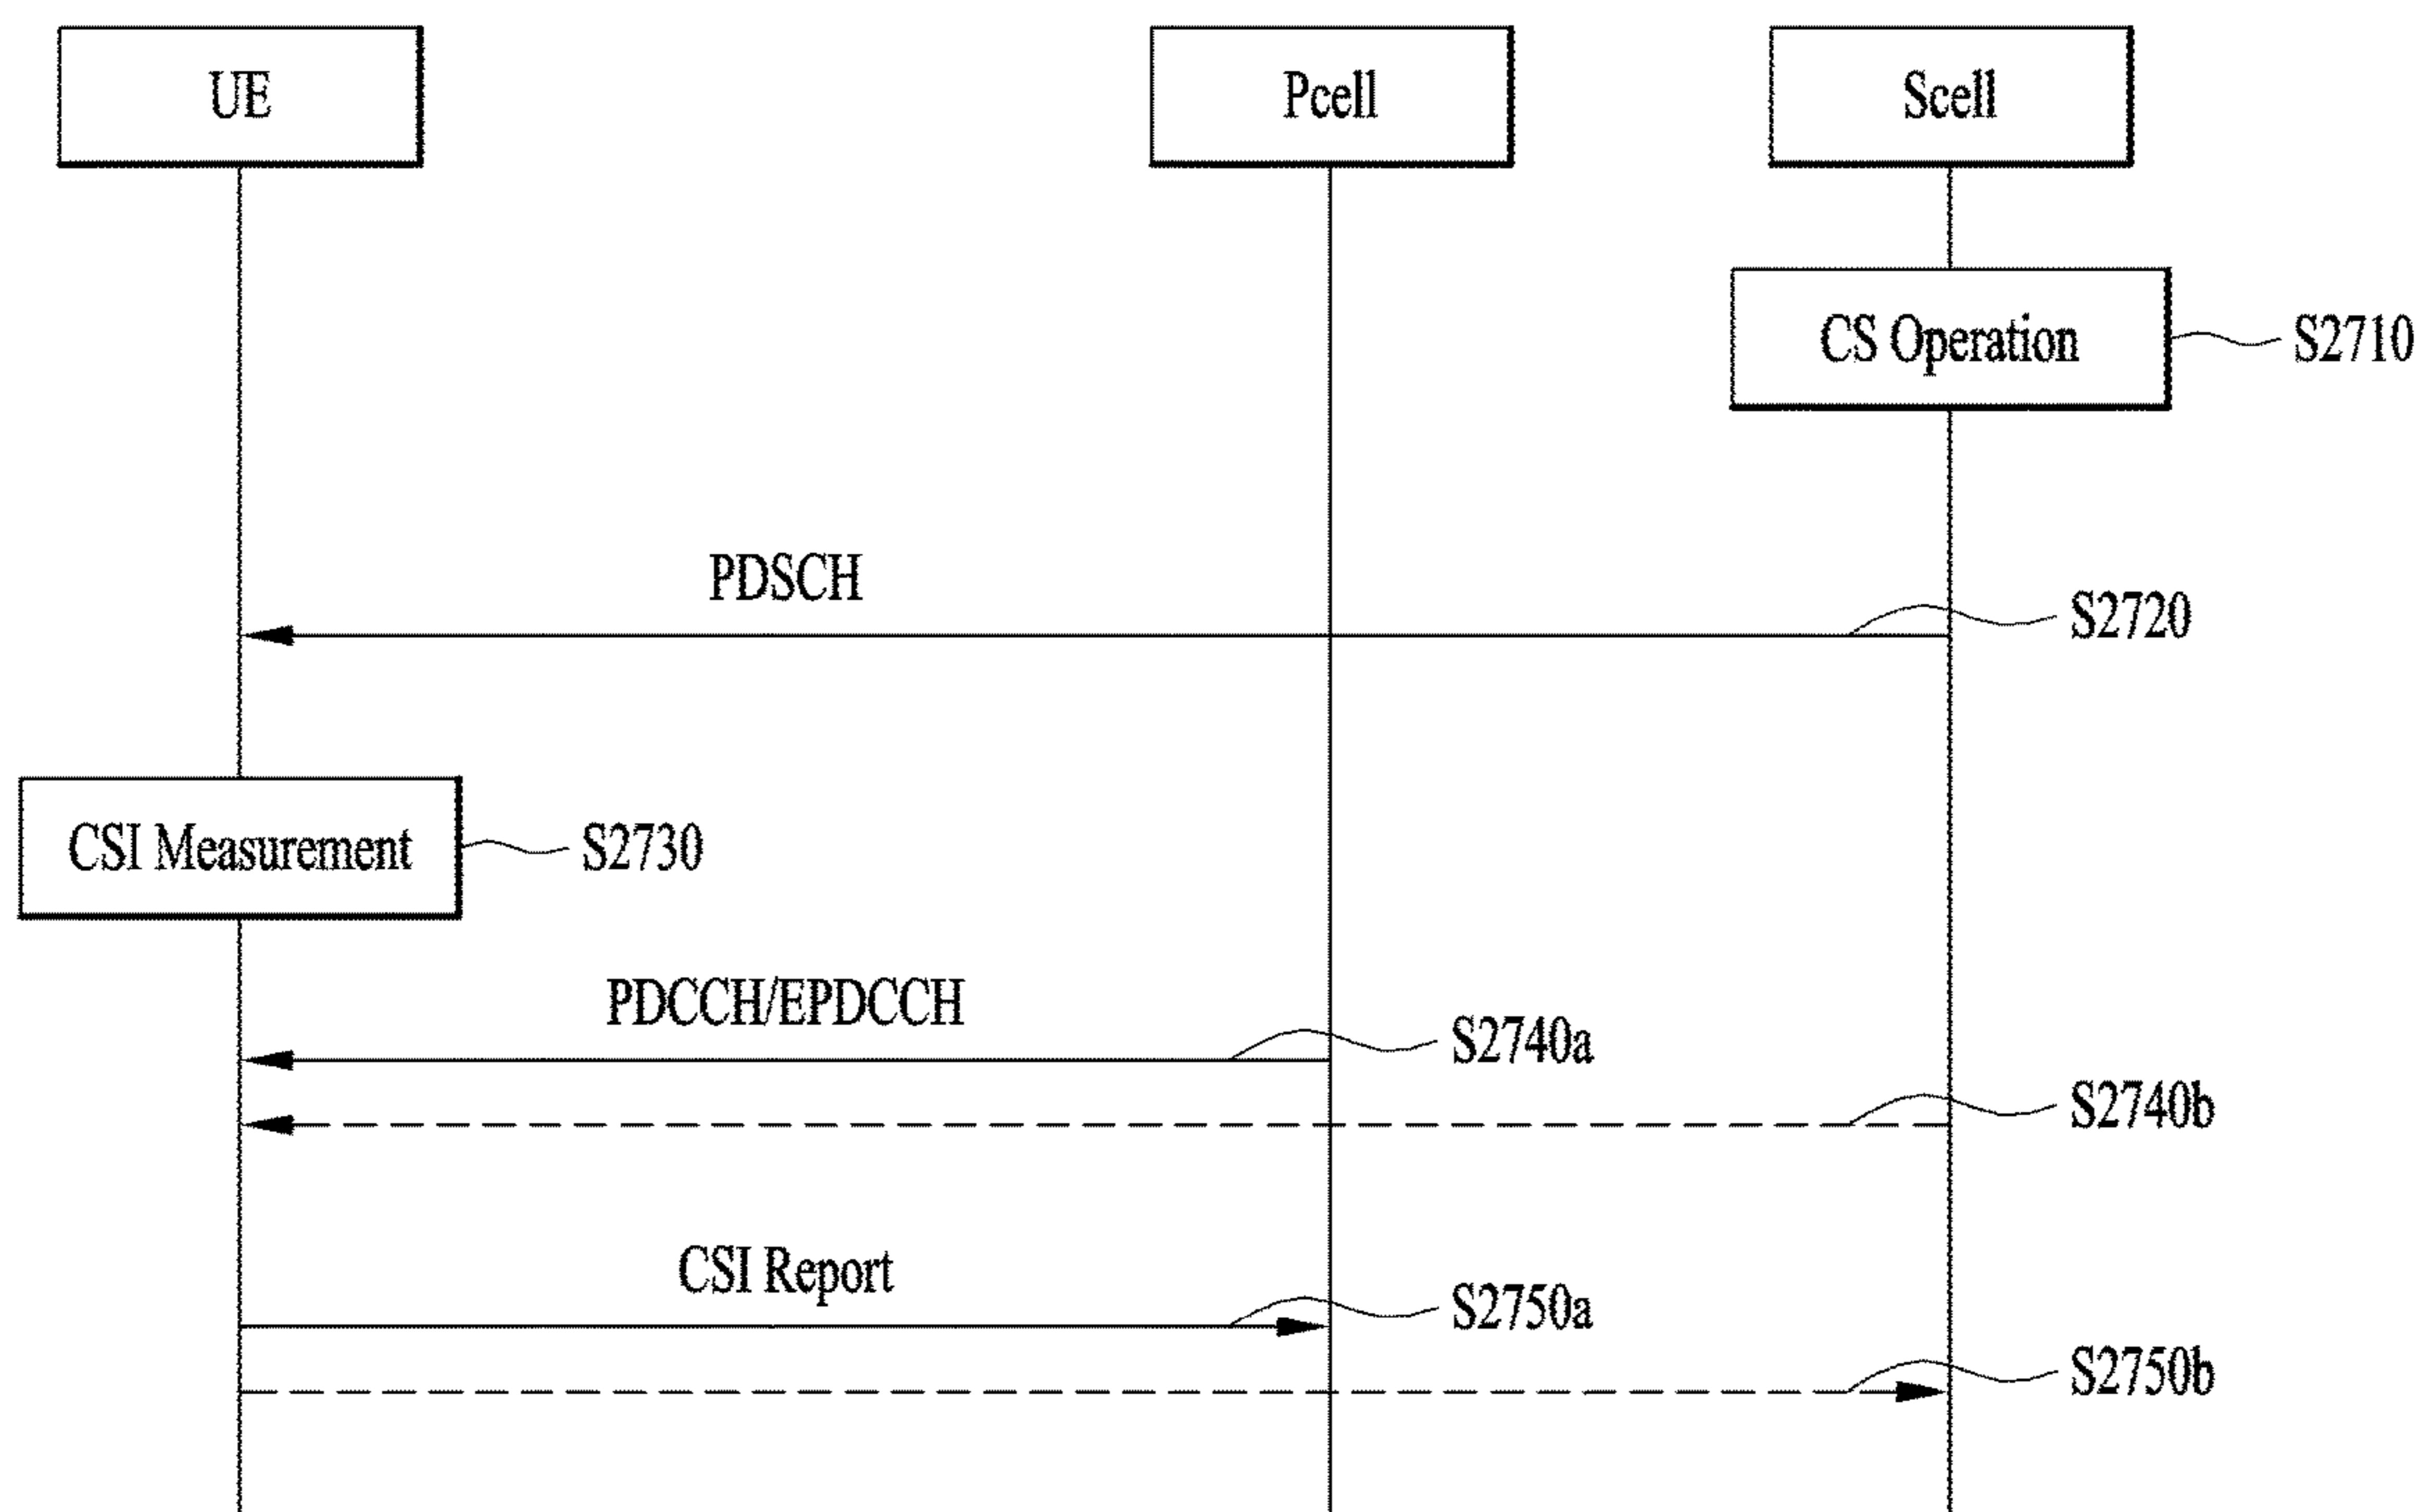 UE
Pcell
Scell
CS Operation
S2710
PDSCH
S2720
CSI Measurement
S2730
PDCCH/EPDCCH
S2740a
S2740b
CSI Report
S2750a
S2750b